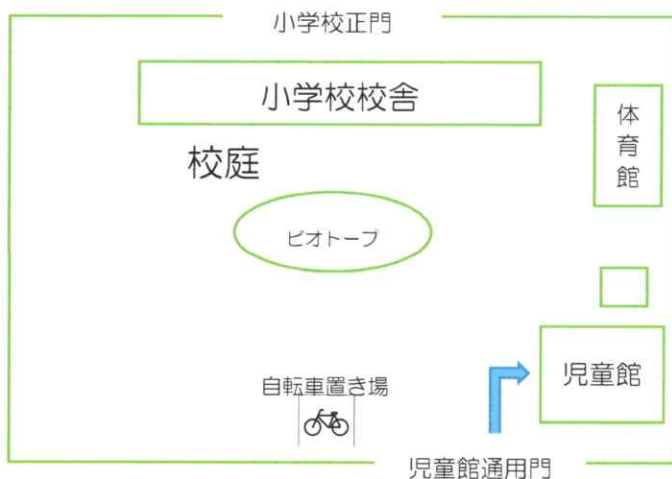 小学校正門
小学校校舎
体育館
校庭
ビオトープ
児童館
自転車置き場
児童館通用門